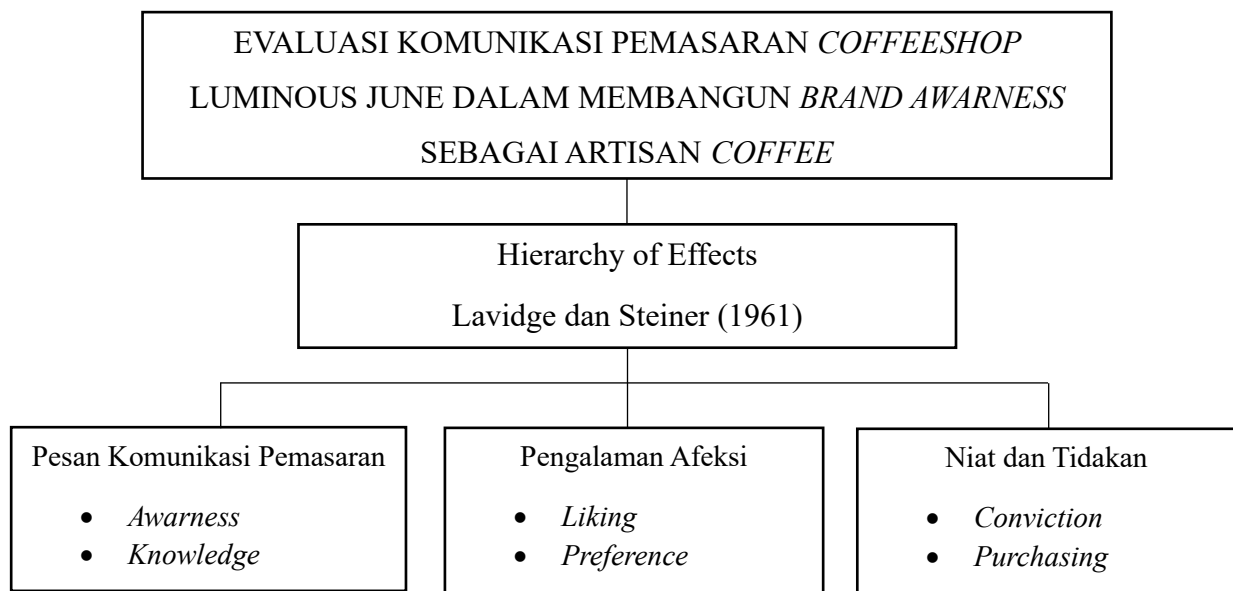 EVALUASI KOMUNIKASI PEMASARAN COFFEESHOP
LUMINOUS JUNE DALAM MEMBANGUN BRAND AWARNESS
SEBAGAI ARTISAN COFFEE
Hierarchy of Effects
Lavidge dan Steiner (1961)
Pesan Komunikasi Pemasaran
• Awarness
• Knowledge
Pengalaman Afeksi
• Liking
• Preference
Niat dan Tidakan
• Conviction
• Purchasing